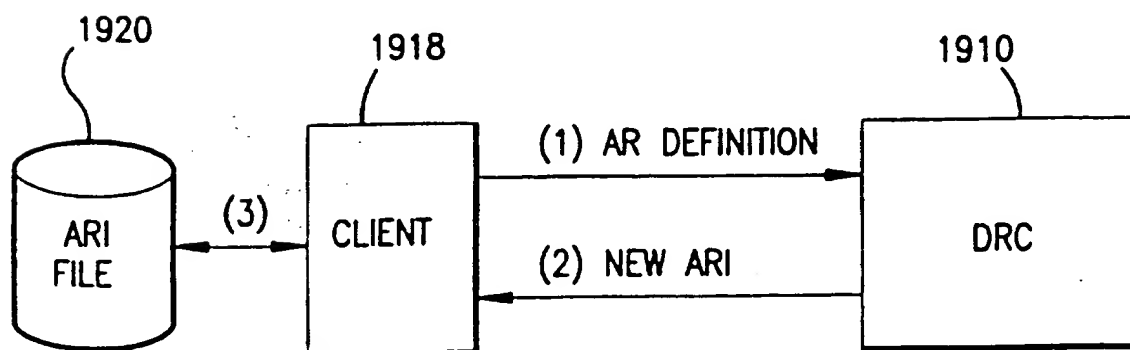 1920
1918
1910
(1) AR DEFINITION
(3)
ARI
FILE
CLIENT
DRC
(2) NEW ARI